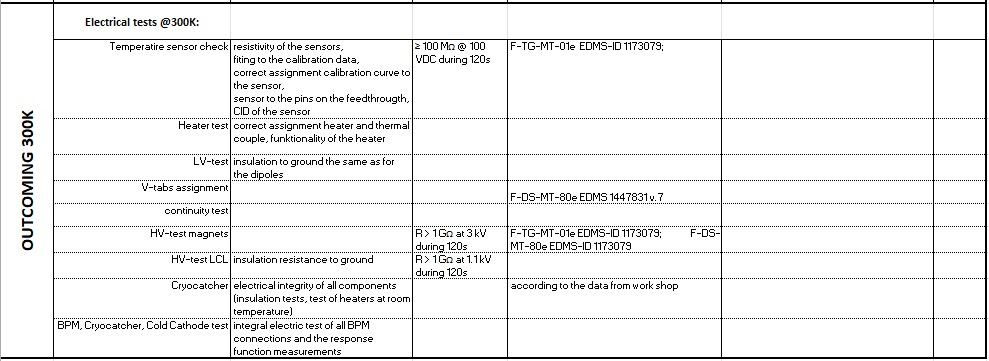 Electrical tests @300K:
OUTCOMING 300K
Temperatire sensor check
resistivity of the sensors,
fiting to the calibration data,
correct assignment calibration curve to
the sensor,
sensor to the pins on the feedthrougth,
CID of the sensor
≥ 100 MΩ @ 100
VDC during 120s
F-TG-MT-01e EDMS-ID 1173079;
Heater test
correct assignment heater and thermal
couple, funktionality of the heater
LV-test
insulation to ground the same as for
the dipoles
V-tabs assignment
F-DS-MT-80e EDMS 1447831 v.7
continuity test
HV-test magnets
R > 1GΩ at 3 kV
during 120s
F-TG-MT-01e EDMS-ID 1173079; F-DS-
MT-80e EDMS-ID 1173079
HV-test LCL
insulation resistance to ground
R > 1GΩ at 1.1 kV
during 120s
Cryocatcher
electrical integrity of all components
(insulation tests, test of heaters at room
temperature)
according to the data from work shop
BPM, Cryocatcher, Cold Cathode test
integral electric test of all BPM
connections and the response
function measurements